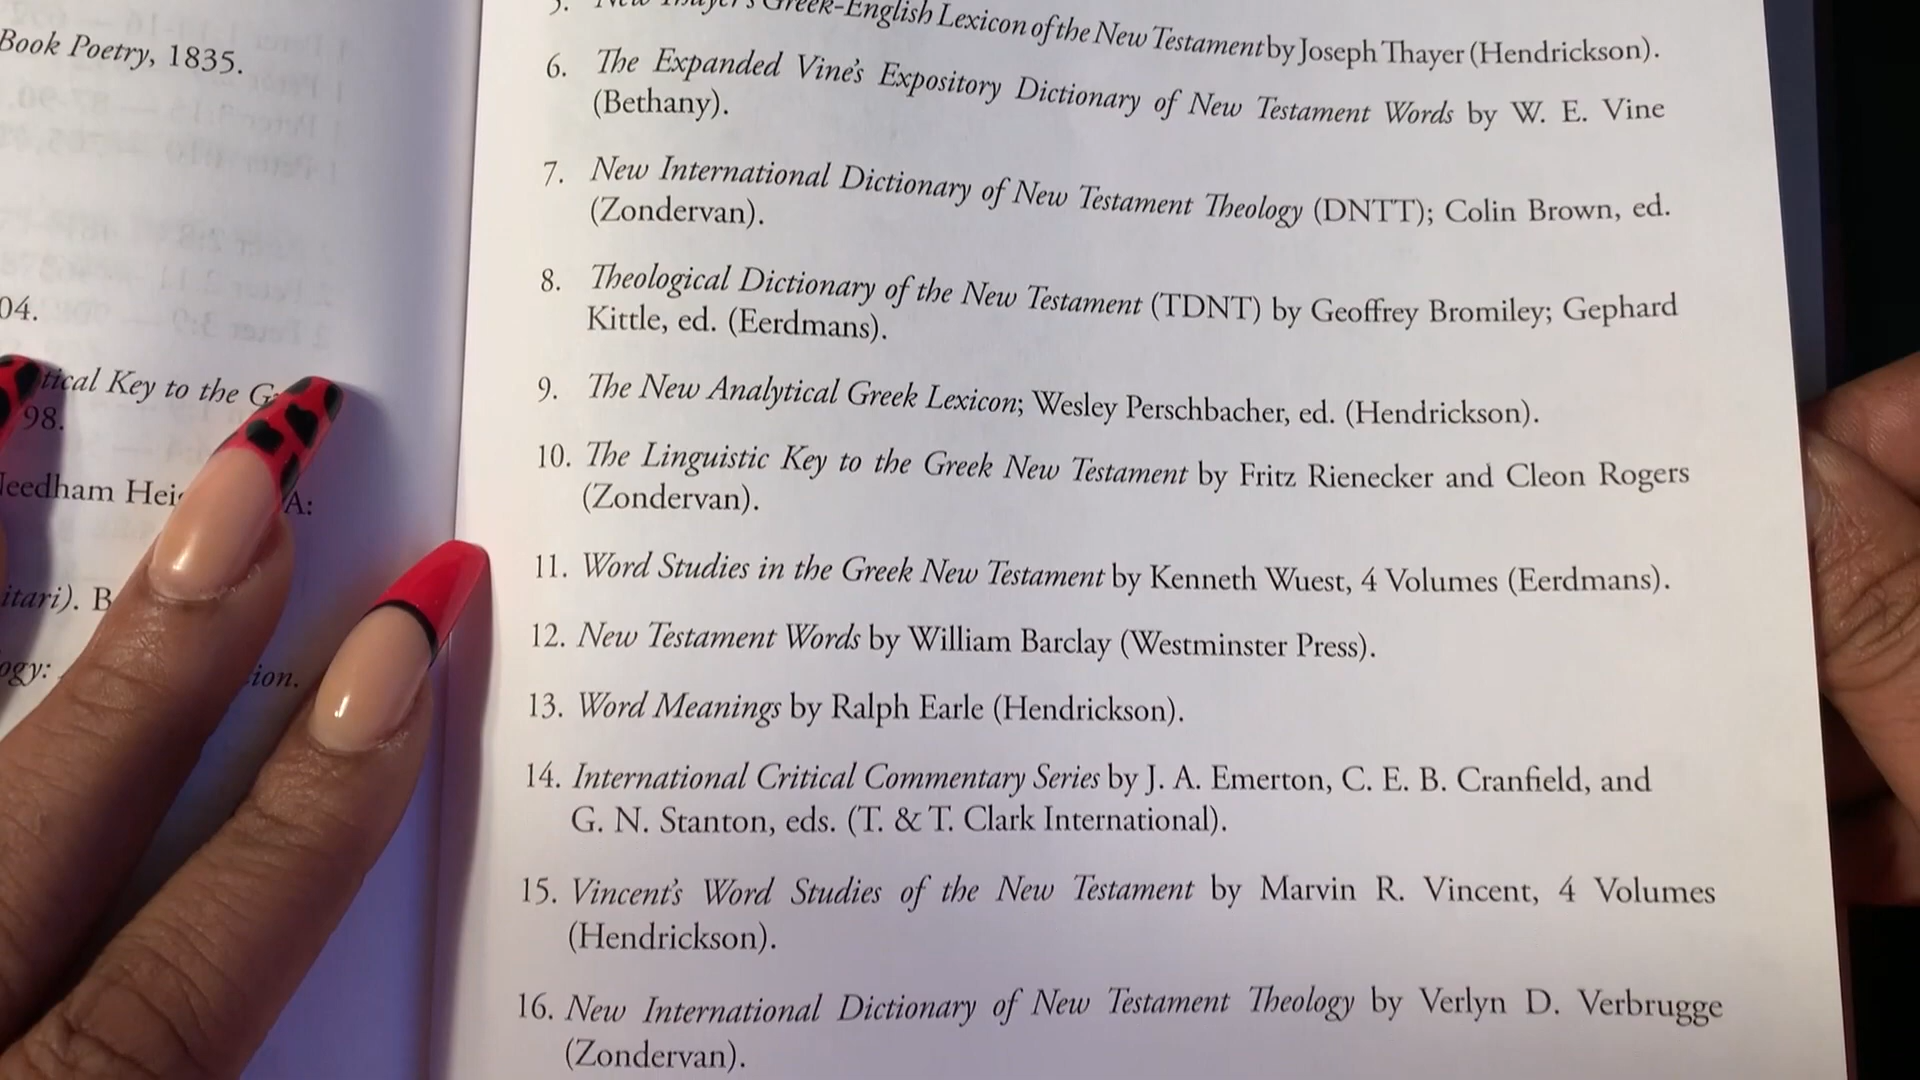 Book Poetry, 1835.
04.
tical Key to the G
98.
eedham Hei A:
itari). B
ogy: ion.
5. New Thayer's Greek-English Lexicon of the New Testament by Joseph Thayer (Hendrickson).
6. The Expanded Vine's Expository Dictionary of New Testament Words by W. E. Vine
(Bethany).
7. New International Dictionary of New Testament Theology (DNTT); Colin Brown, ed.
(Zondervan).
8. Theological Dictionary of the New Testament (TDNT) by Geoffrey Bromiley; Gephard
Kittle, ed. (Eerdmans).
9. The New Analytical Greek Lexicon; Wesley Perschbacher, ed. (Hendrickson).
10. The Linguistic Key to the Greek New Testament by Fritz Rienecker and Cleon Rogers
(Zondervan).
11. Word Studies in the Greek New Testament by Kenneth Wuest, 4 Volumes (Eerdmans).
12. New Testament Words by William Barclay (Westminster Press).
13. Word Meanings by Ralph Earle (Hendrickson).
14. International Critical Commentary Series by J. A. Emerton, C. E. B. Cranfield, and
G. N. Stanton, eds. (T. & T. Clark International).
15. Vincent's Word Studies of the New Testament by Marvin R. Vincent, 4 Volumes
(Hendrickson).
16. New International Dictionary of New Testament Theology by Verlyn D. Verbrugge
(Zondervan).